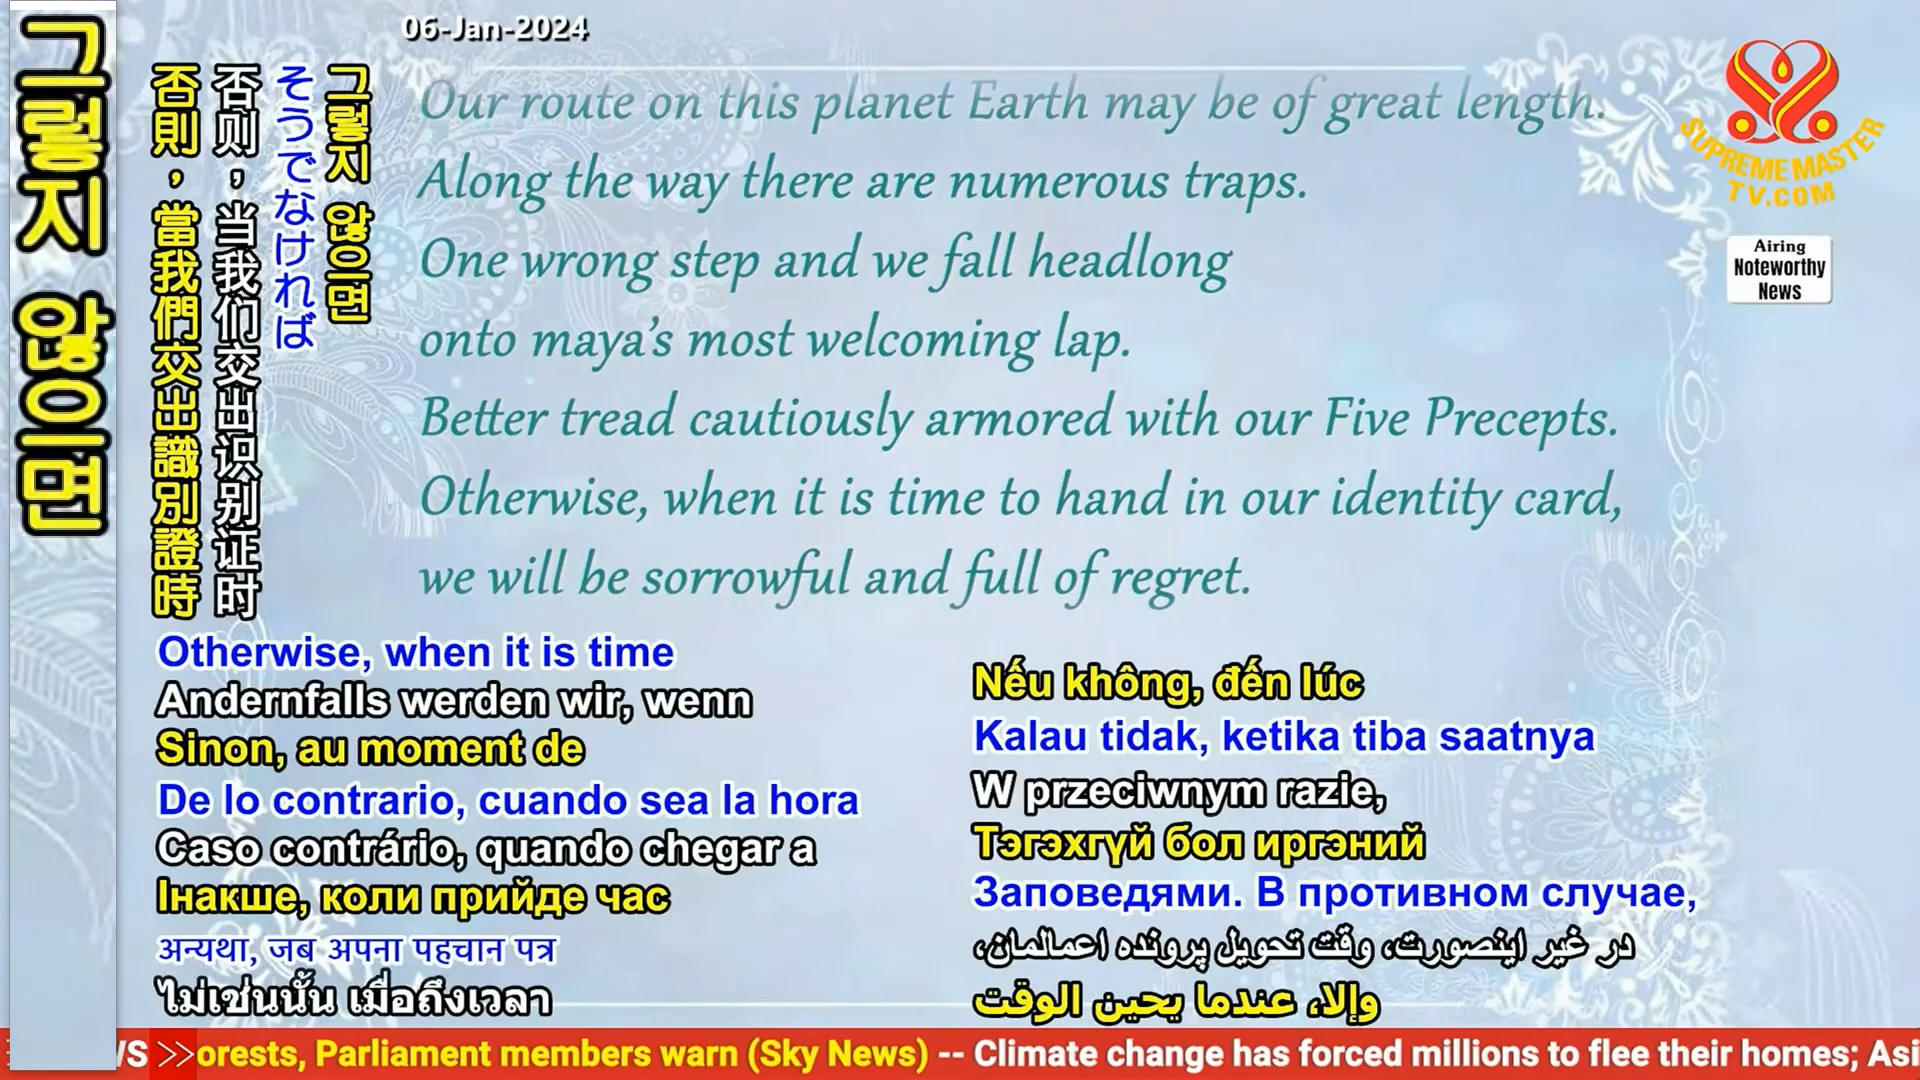 06-Jan-2024
그렇지 않으면
否則，當我們交出識別證時
否则，当我们交出识别证时
そうでなければ
그렇지 않으면
Our route on this planet Earth may be of great length.
Along the way there are numerous traps.
One wrong step and we fall headlong
onto maya's most welcoming lap.
Better tread cautiously armored with our Five Precepts.
Otherwise, when it is time to hand in our identity card,
we will be sorrowful and full of regret.
SUPREME MASTER
TV.COM
Airing
Noteworthy
News
Otherwise, when it is time
Andernfalls werden wir, wenn
Sinon, au moment de
De lo contrario, cuando sea la hora
Caso contrário, quando chegar a
Інакше, коли прийде час
अन्यथा, जब अपना पहचान पत्र
ไม่เช่นนั้น เมื่อถึงเวลา
Nếu không, đến lúc
Kalau tidak, ketika tiba saatnya
W przeciwnym razie,
Тэгэхгүй бол иргэний
Заповедями. В противном случае,
در غیر اینصورت، وقت تحویل پرونده اعمالمان،
وإلا، عندما يحين الوقت
WS >> orests, Parliament members warn (Sky News) -- Climate change has forced millions to flee their homes; Asi